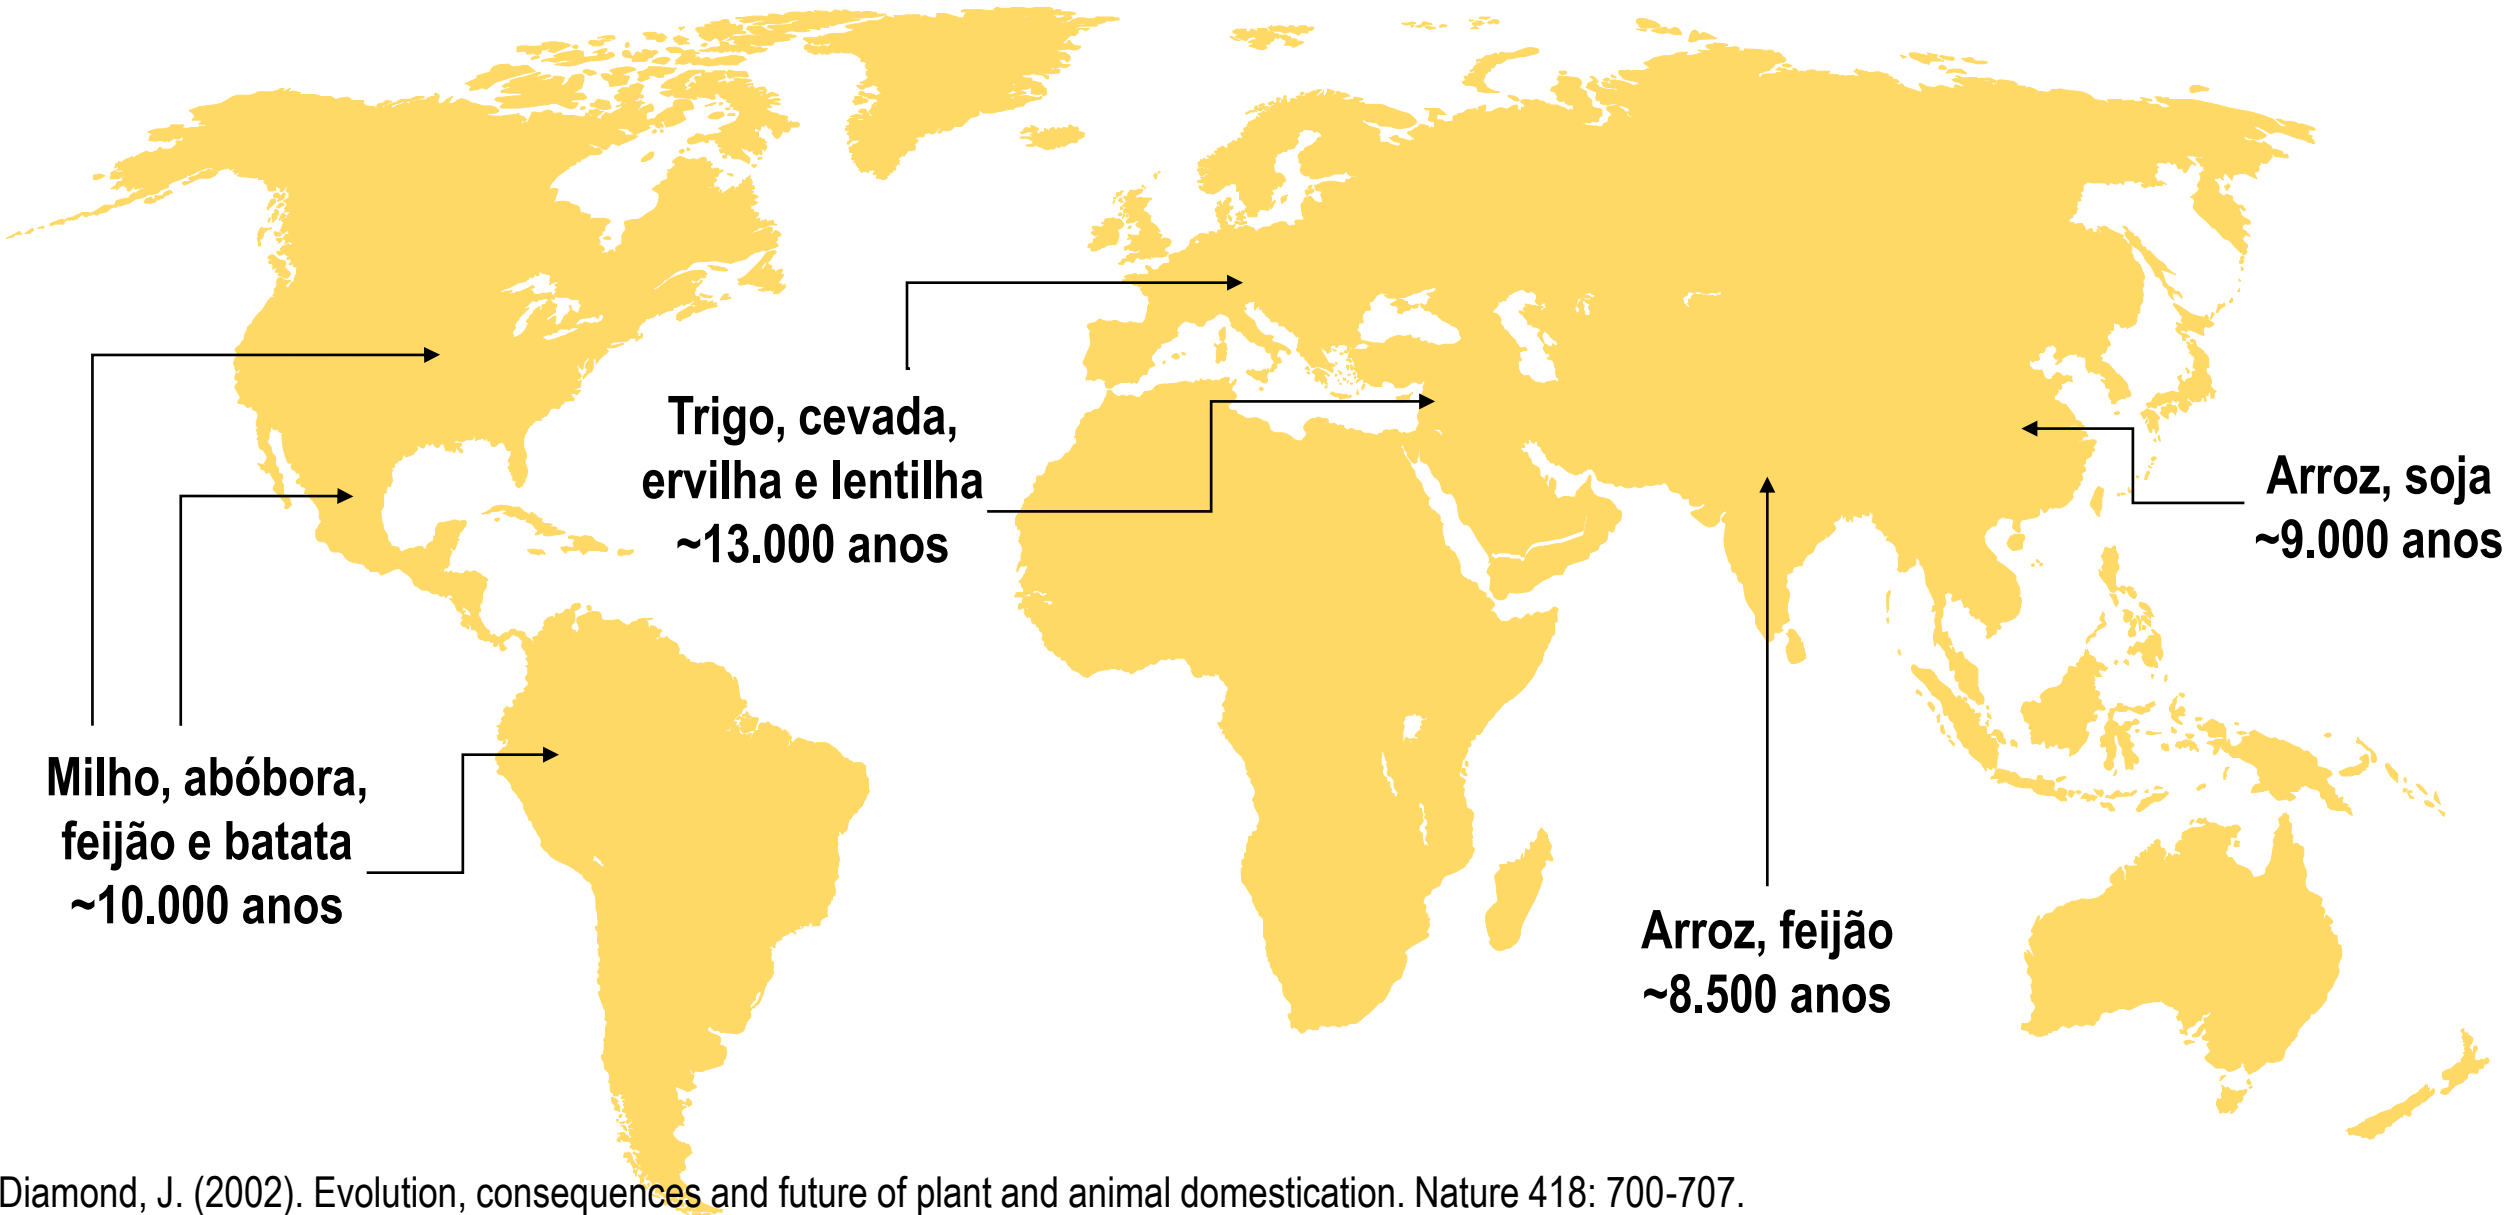 Trigo, cevada,
ervilha e lentilha
~13.000 anos
Arroz, soja
~9.000 anos
Milho, abóbora,
feijão e batata
~10.000 anos
Arroz, feijão
~8.500 anos
Diamond, J. (2002). Evolution, consequences and future of plant and animal domestication. Nature 418: 700-707.